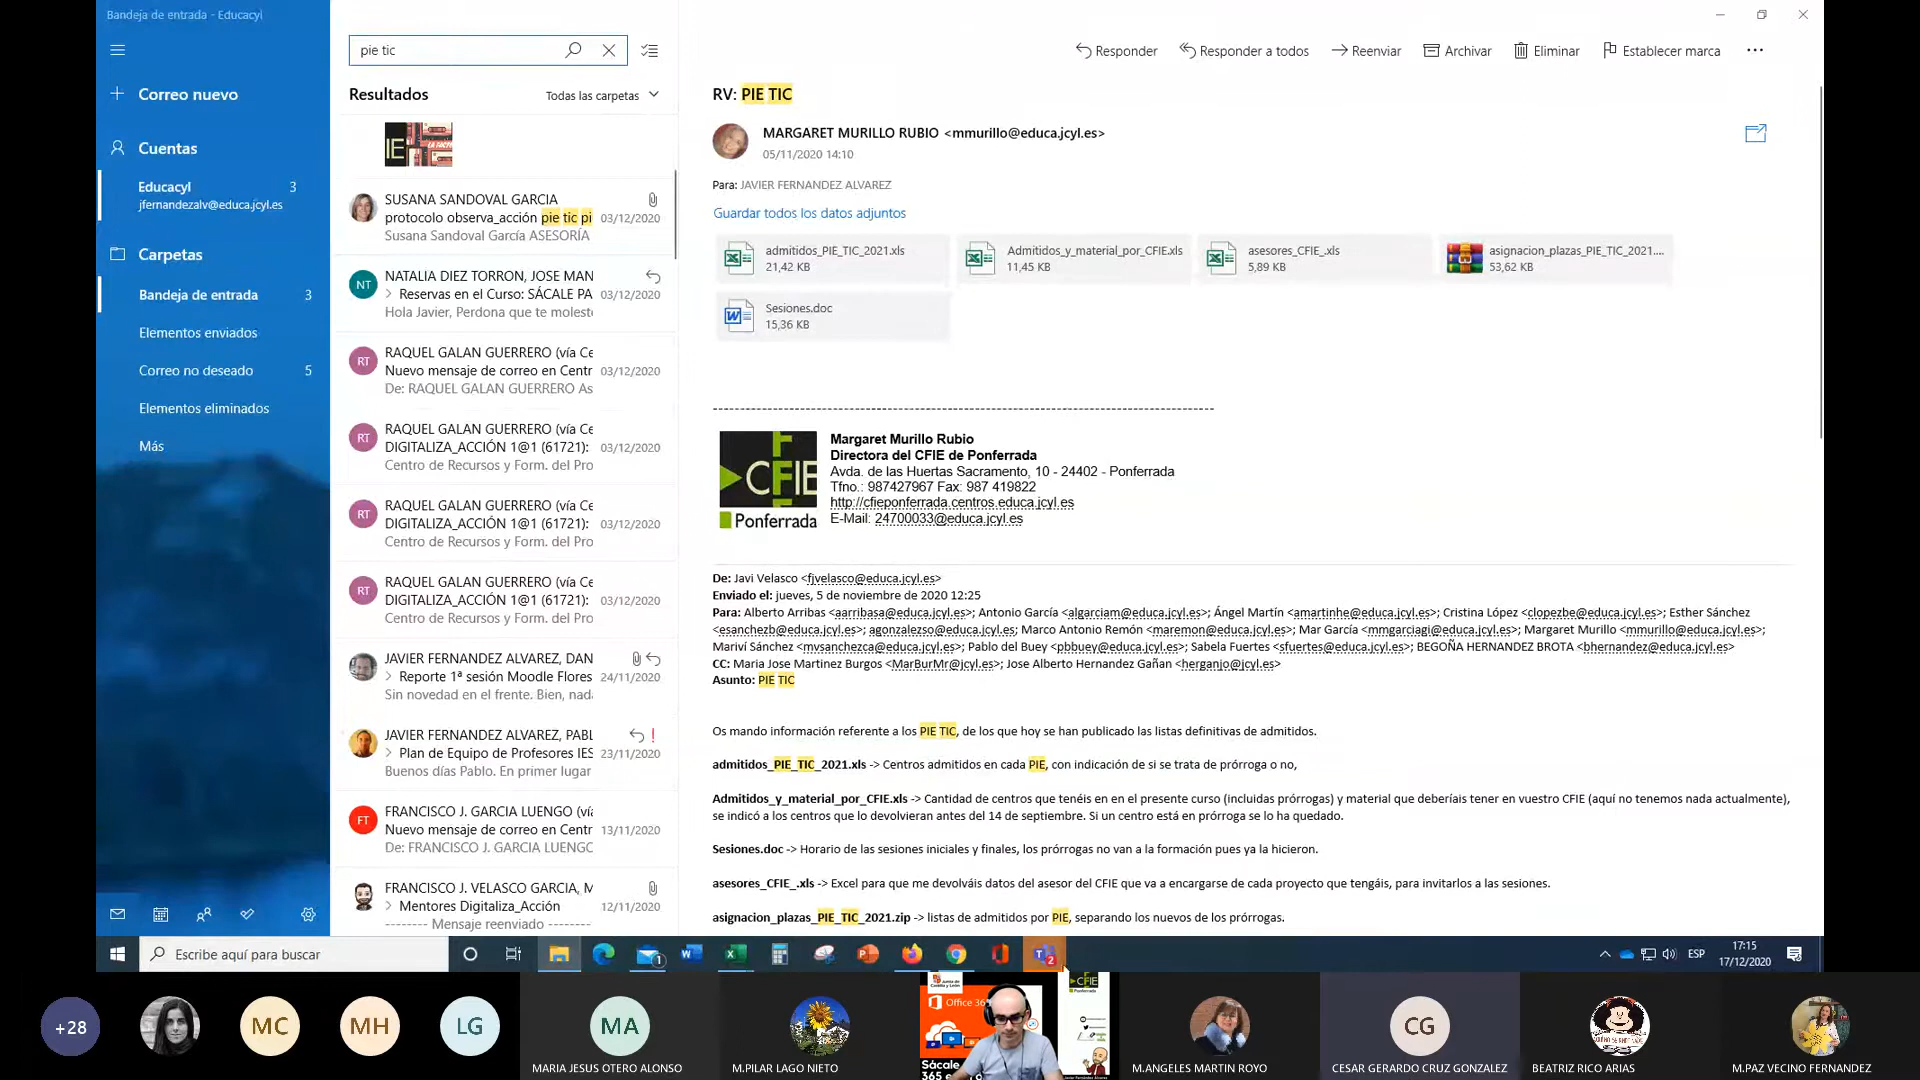 Bandeja de entrada - Educacyl
Correo nuevo
Cuentas
Educacyl 3
jfernandezalv@educa.jcyl.es
Carpetas
Bandeja de entrada 3
Elementos enviados
Correo no deseado 5
Elementos eliminados
Más
pie tic
Resultados Todas las carpetas
SUSANA SANDOVAL GARCIA
protocolo observa_acción pie tic pi 03/12/2020
Susana Sandoval García ASESORÍA
NT
NATALIA DIEZ TORRON, JOSE MAN
Reservas en el Curso: SÁCALE PA 03/12/2020
Hola Javier, Perdona que te molest
RT
RAQUEL GALAN GUERRERO (vía Ce
Nuevo mensaje de correo en Centr 03/12/2020
De: RAQUEL GALAN GUERRERO As
RT
RAQUEL GALAN GUERRERO (vía Ce
DIGITALIZA_ACCIÓN 1@1 (61721): 03/12/2020
Centro de Recursos y Form. del Pro
RT
RAQUEL GALAN GUERRERO (vía Ce
DIGITALIZA_ACCIÓN 1@1 (61721): 03/12/2020
Centro de Recursos y Form. del Pro
RT
RAQUEL GALAN GUERRERO (vía Ce
DIGITALIZA_ACCIÓN 1@1 (61721): 03/12/2020
Centro de Recursos y Form. del Pro
JAVIER FERNANDEZ ALVAREZ, DAN
Reporte 1ª sesión Moodle Flores 24/11/2020
Sin novedad en el frente. Bien, nad
JAVIER FERNANDEZ ALVAREZ, PABL
Plan de Equipo de Profesores IES 23/11/2020
Buenos días Pablo. En primer lugar
FT
FRANCISCO J. GARCIA LUENGO (ví
Nuevo mensaje de correo en Centr 13/11/2020
De: FRANCISCO J. GARCIA LUENGO
FRANCISCO J. VELASCO GARCIA, M
Mentores Digitaliza_Acción 12/11/2020
-------- Mensaje reenviado --------
Responder Responder a todos Reenviar Archivar Eliminar Establecer marca
RV: PIE TIC
MARGARET MURILLO RUBIO <mmurillo@educa.jcyl.es>
05/11/2020 14:10
Para: JAVIER FERNANDEZ ALVAREZ
Guardar todos los datos adjuntos
admitidos_PIE_TIC_2021.xls
21,42 KB
Admitidos_y_material_por_CFIE.xls
11,45 KB
asesores_CFIE_.xls
5,89 KB
asignacion_plazas_PIE_TIC_2021....
53,62 KB
Sesiones.doc
15,36 KB
CFIE
Ponferrada
Margaret Murillo Rubio
Directora del CFIE de Ponferrada
Avda. de las Huertas Sacramento, 10 - 24402 - Ponferrada
Tfno.: 987427967 Fax: 987 419822
http://cfieponferrada.centros.educa.jcyl.es
E-Mail: 24700033@educa.jcyl.es
De: Javi Velasco <fjvelasco@educa.jcyl.es>
Enviado el: jueves, 5 de noviembre de 2020 12:25
Para: Alberto Arribas <aarribasa@educa.jcyl.es>; Antonio García <algarciam@educa.jcyl.es>; Ángel Martín <amartinhe@educa.jcyl.es>; Cristina López <clopezbe@educa.jcyl.es>; Esther Sánchez
<esanchezb@educa.jcyl.es>; agonzalezso@educa.jcyl.es; Marco Antonio Remón <maremon@educa.jcyl.es>; Mar García <mmgarciagi@educa.jcyl.es>; Margaret Murillo <mmurillo@educa.jcyl.es>;
Mariví Sánchez <mvsanchezca@educa.jcyl.es>; Pablo del Buey <pbbuey@educa.jcyl.es>; Sabela Fuertes <sfuertes@educa.jcyl.es>; BEGOÑA HERNANDEZ BROTA <bhernandez@educa.jcyl.es>
CC: Maria Jose Martinez Burgos <MarBurMr@jcyl.es>; Jose Alberto Hernandez Gañan <herganjo@jcyl.es>
Asunto: PIE TIC
Os mando información referente a los PIE TIC, de los que hoy se han publicado las listas definitivas de admitidos.
admitidos_PIE_TIC_2021.xls -> Centros admitidos en cada PIE, con indicación de si se trata de prórroga o no,
Admitidos_y_material_por_CFIE.xls -> Cantidad de centros que tenéis en en el presente curso (incluidas prórrogas) y material que deberíais tener en vuestro CFIE (aquí no tenemos nada actualmente),
se indicó a los centros que lo devolvieran antes del 14 de septiembre. Si un centro está en prórroga se lo ha quedado.
Sesiones.doc -> Horario de las sesiones iniciales y finales, los prórrogas no van a la formación pues ya la hicieron.
asesores_CFIE_.xls -> Excel para que me devolváis datos del asesor del CFIE que va a encargarse de cada proyecto que tengáis, para invitarlos a las sesiones.
asignacion_plazas_PIE_TIC_2021.zip -> listas de admitidos por PIE, separando los nuevos de los prórrogas.
Escribe aquí para buscar
1
2
ESP
17:15
17/12/2020
+28
MC
MH
LG
MA
MARIA JESUS OTERO ALONSO
M.PILAR LAGO NIETO
Office 36
Sácale
CFIE
M.ANGELES MARTIN ROYO
CG
CESAR GERARDO CRUZ GONZALEZ
BEATRIZ RICO ARIAS
M.PAZ VECINO FERNANDEZ